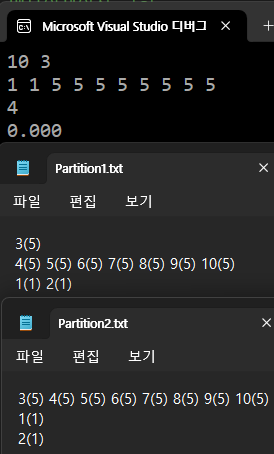 Microsoft Visual Studio 디버그
10 3
1 1 5 5 5 5 5 5 5 5
4
0.000
Partition1.txt
파일 편집 보기
3(5)
4(5) 5(5) 6(5) 7(5) 8(5) 9(5) 10(5)
1(1) 2(1)
Partition2.txt
파일 편집 보기
3(5) 4(5) 5(5) 6(5) 7(5) 8(5) 9(5) 10(5)
1(1)
2(1)